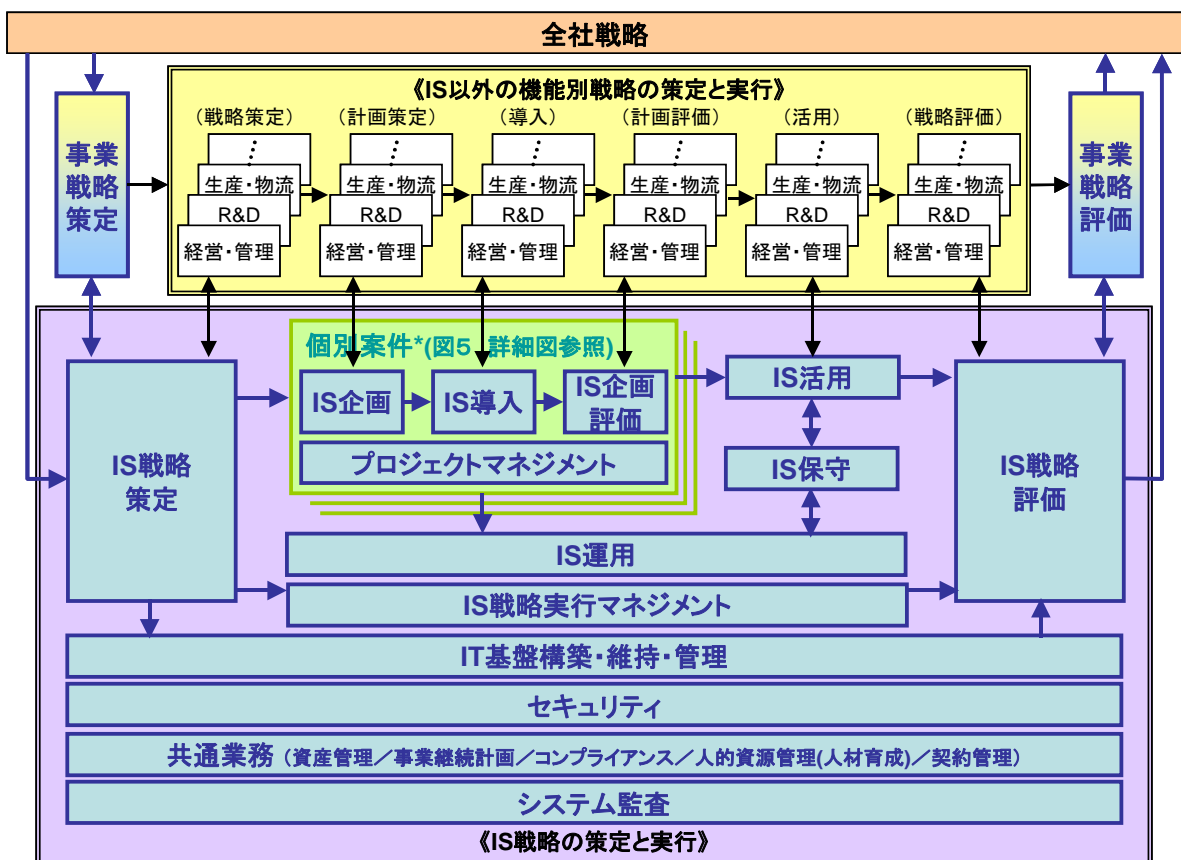 全社戦略
事業
戦略
策定
《IS以外の機能別戦略の策定と実行》
（戦略策定）
（計画策定）
（導入）
（計画評価）
（活用）
（戦略評価）
⋮
生産・物流
R&D
経営・管理
⋮
生産・物流
R&D
経営・管理
⋮
生産・物流
R&D
経営・管理
⋮
生産・物流
R&D
経営・管理
⋮
生産・物流
R&D
経営・管理
⋮
生産・物流
R&D
経営・管理
事業
戦略
評価
IS戦略
策定
個別案件*(図5 詳細図参照)
IS企画
IS導入
IS企画
評価
プロジェクトマネジメント
IS活用
IS保守
IS戦略
評価
IS運用
IS戦略実行マネジメント
IT基盤構築・維持・管理
セキュリティ
共通業務（資産管理／事業継続計画／コンプライアンス／人的資源管理(人材育成)／契約管理）
システム監査
《IS戦略の策定と実行》